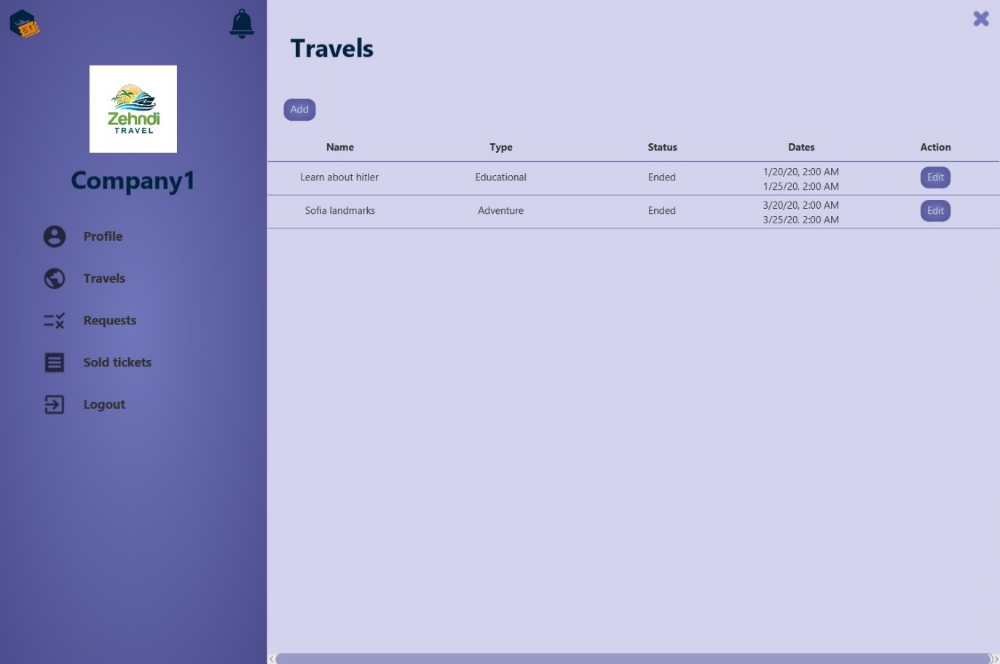 Zehndi
TRAVEL
Company1
Profile
Travels
Requests
Sold tickets
Logout
Travels
Add
Name Type Status Dates Action
Learn about hitler Educational Ended 1/20/20, 2:00 AM Edit
1/25/20. 2:00 AM
Sofia landmarks Adventure Ended 3/20/20, 2:00 AM Edit
3/25/20. 2:00 AM